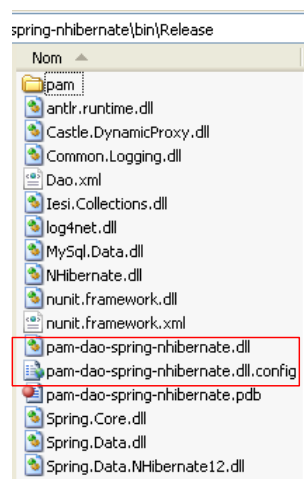 spring-nhibernate\bin\Release
Nom
pam
antlr.runtime.dll
Castle.DynamicProxy.dll
Common.Logging.dll
Dao.xml
Iesi.Collections.dll
log4net.dll
MySql.Data.dll
NHibernate.dll
nunit.framework.dll
nunit.framework.xml
pam-dao-spring-nhibernate.dll
pam-dao-spring-nhibernate.dll.config
pam-dao-spring-nhibernate.pdb
Spring.Core.dll
Spring.Data.dll
Spring.Data.NHibernate12.dll